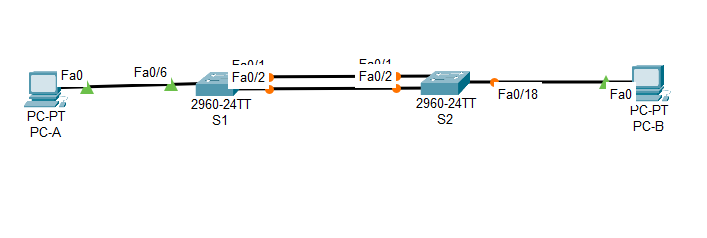 Fa0
PC-PT
PC-A
Fa0/6
Fa0/1
Fa0/2
2960-24TT
S1
Fa0/1
Fa0/2
2960-24TT
S2
Fa0/18
Fa0
PC-PT
PC-B